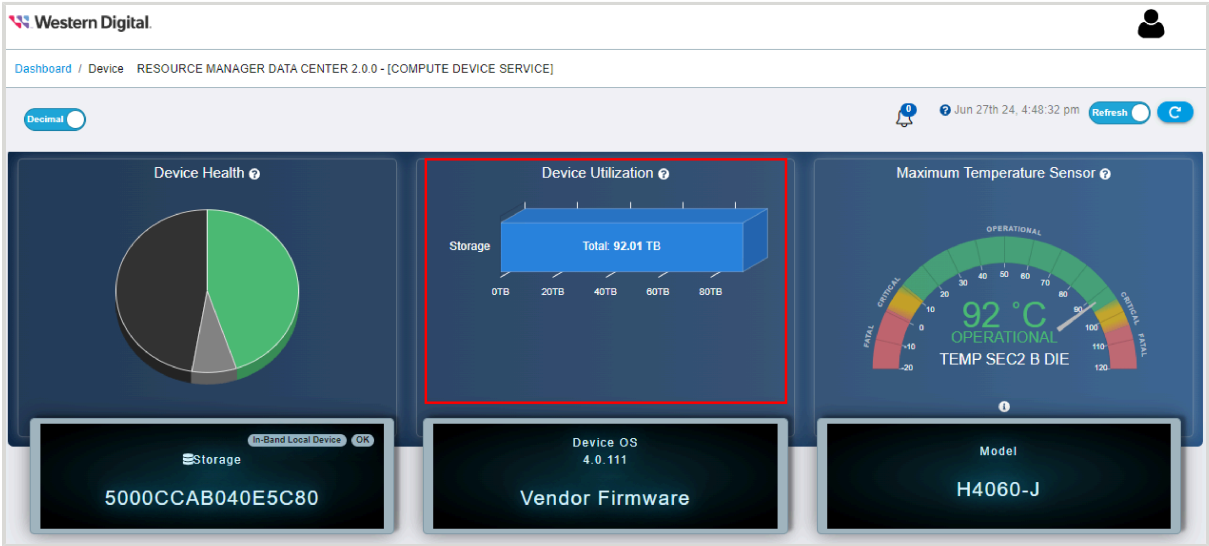 Western Digital.
Dashboard / Device RESOURCE MANAGER DATA CENTER 2.0.0 - [COMPUTE DEVICE SERVICE]
Decimal
0
Jun 27th 24, 4:48:32 pm
Refresh
Device Health
Device Utilization
Storage
Total: 92.01 TB
0TB 20TB 40TB 60TB 80TB
Maximum Temperature Sensor
FATAL
CRITICAL
OPERATIONAL
CRITICAL
FATAL
-20
-10
0
10
20
30
40
50
60
70
80
90
100
110
120
92 °C
OPERATIONAL
TEMP SEC2 B DIE
In-Band Local Device OK
Storage
5000CCAB040E5C80
Device OS
4.0.111
Vendor Firmware
Model
H4060-J